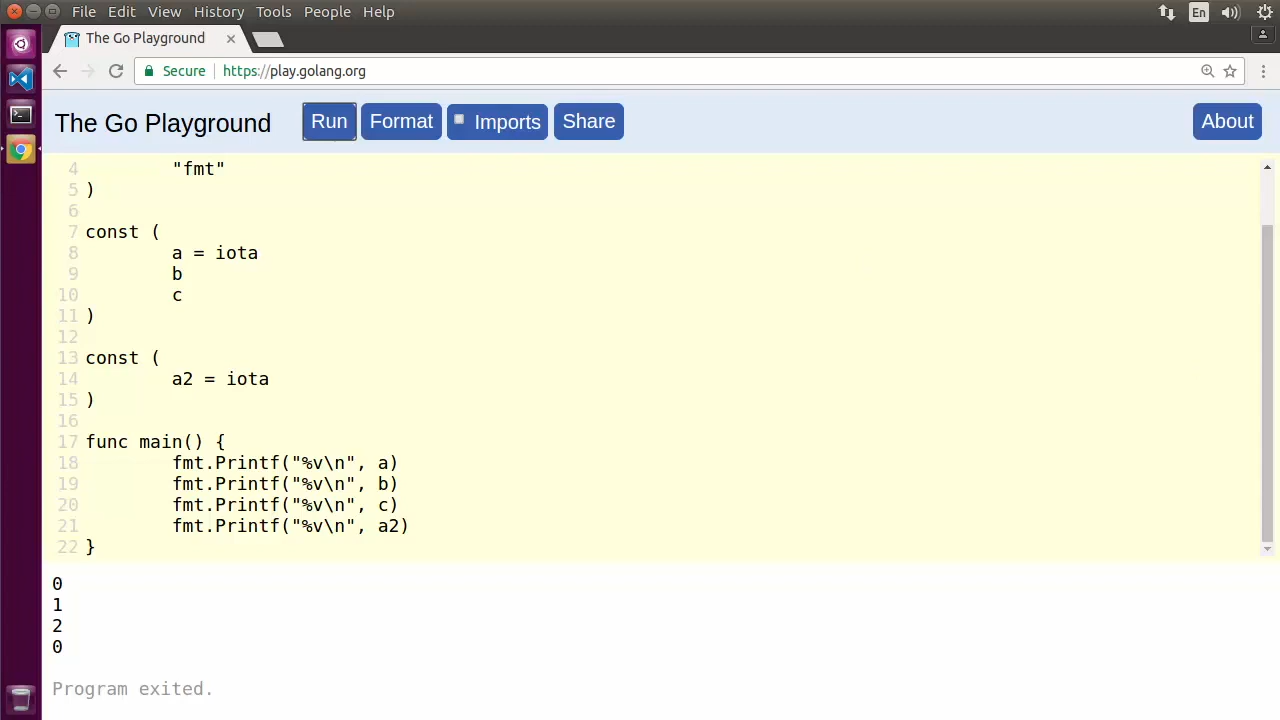 File Edit View History Tools People Help
En
The Go Playground
Secure https://play.golang.org
The Go Playground Run Format Imports Share About
4 "fmt"
5 )
6
7 const (
8 a = iota
9 b
10 c
11 )
12
13 const (
14 a2 = iota
15 )
16
17 func main() {
18 fmt.Printf("%v\n", a)
19 fmt.Printf("%v\n", b)
20 fmt.Printf("%v\n", c)
21 fmt.Printf("%v\n", a2)
22 }
0
1
2
0
Program exited.